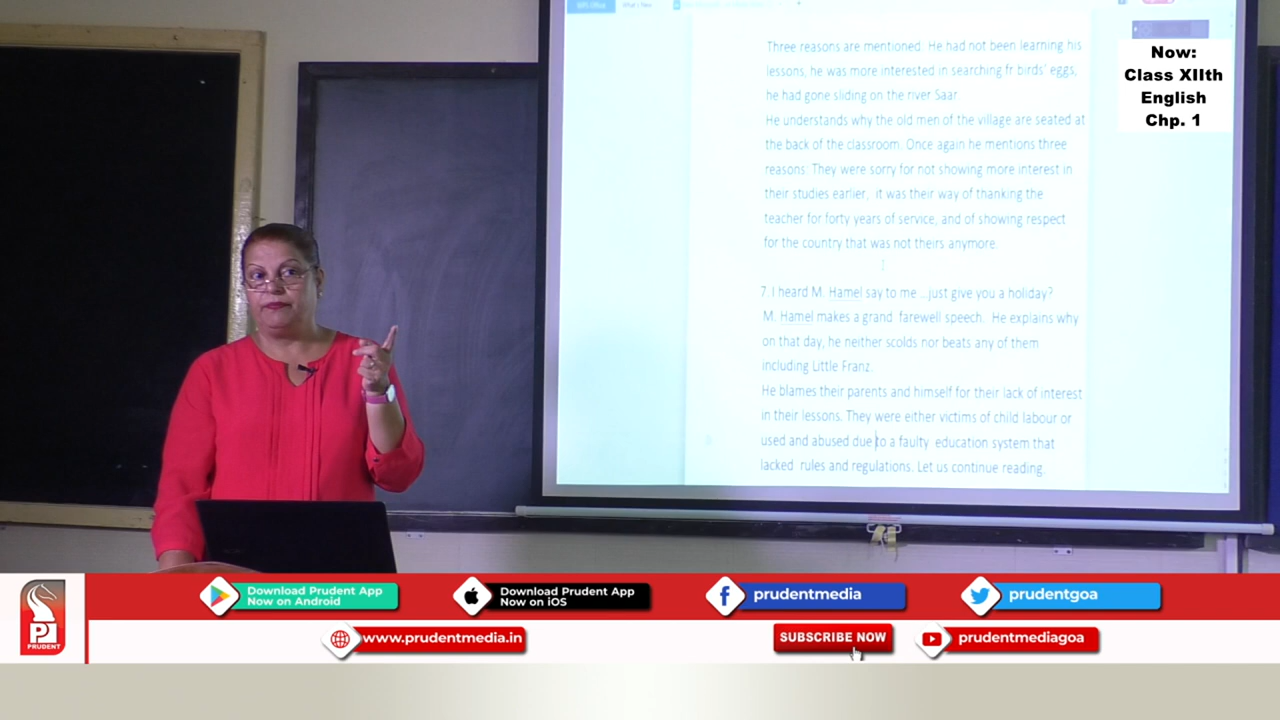 WPS Office
What's New
Three reasons are mentioned. He had not been learning his
lessons, he was more interested in searching fr birds' eggs,
he had gone sliding on the river Saar
He understands why the old men of the village are seated at
the back of the classroom. Once again he mentions three
reasons: They were sorry for not showing more interest in
their studies earlier, it was their way of thanking the
teacher for forty years of service, and of showing respect
for the country that was not theirs anymore.
7. I heard M. Hamel say to me ...just give you a holiday?
M. Hamel makes a grand farewell speech. He explains why
on that day, he neither scolds nor beats any of them
including Little Franz.
He blames their parents and himself for their lack of interest
in their lessons. They were either victims of child labour or
used and abused due to a faulty education system that
lacked rules and regulations. Let us continue reading.
Now:
Class XIIth
English
Chp. 1
PRUDENT
Download Prudent App
Now on Android
Download Prudent App
Now on iOS
prudentmedia
prudentgoa
www.prudentmedia.in
SUBSCRIBE NOW
prudentmediagoa